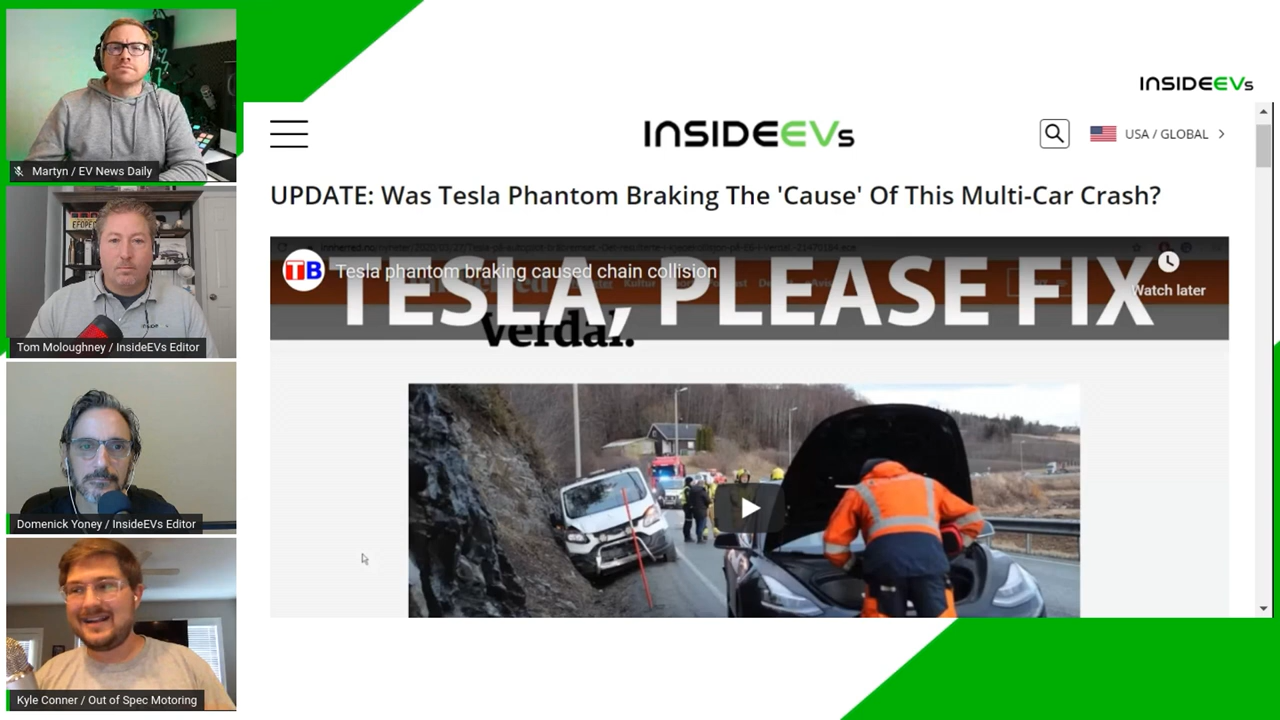 Martyn / EV News Daily
Tom Moloughney / InsideEVs Editor
Domenick Yoney / InsideEVs Editor
Kyle Conner / Out of Spec Motoring
INSIDEEVs
INSIDEEVs
USA / GLOBAL
UPDATE: Was Tesla Phantom Braking The 'Cause' Of This Multi-Car Crash?
TB
Tesla phantom braking caused chain collision
Watch later
TESLA, PLEASE FIX
Verdal.